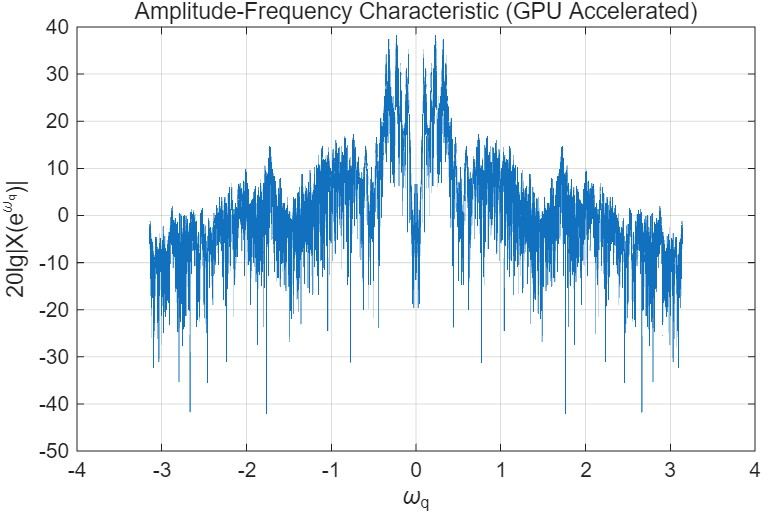 Amplitude-Frequency Characteristic (GPU Accelerated)
20lg|X(e^ωq)|
40
30
20
10
0
-10
-20
-30
-40
-50
-4 -3 -2 -1 0 1 2 3 4
ωq